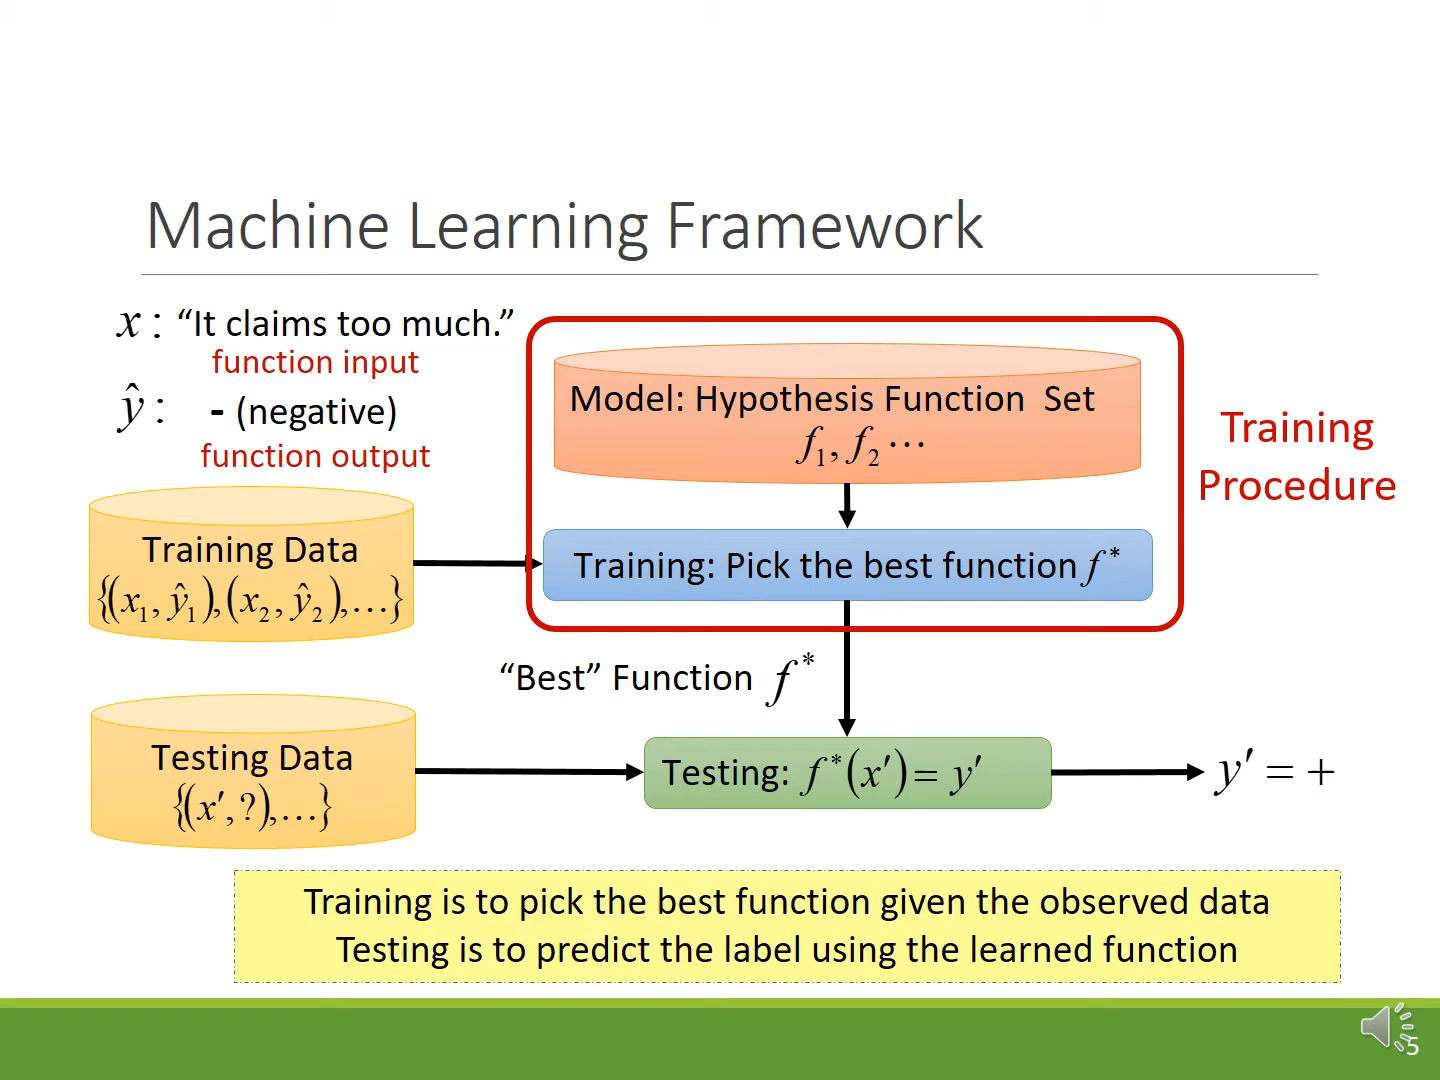 Machine Learning Framework
x : “It claims too much.”
function input
ŷ : - (negative)
function output
Model: Hypothesis Function Set
f₁, f₂ ⋯
Training
Procedure
Training Data
{(x₁, ŷ₁), (x₂, ŷ₂), …}
Training: Pick the best function f*
“Best” Function f*
Testing Data
{(x′, ?), …}
Testing: f*(x′) = y′
y′ = +
Training is to pick the best function given the observed data
Testing is to predict the label using the learned function
5